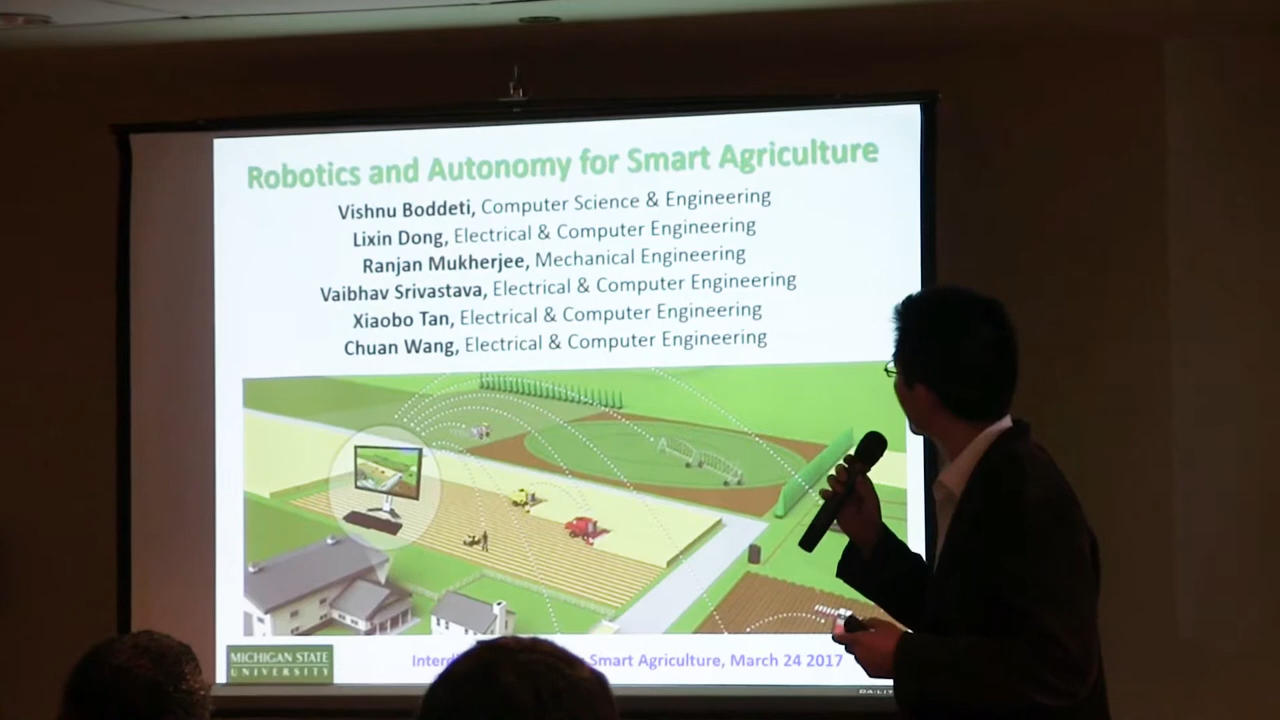 Robotics and Autonomy for Smart Agriculture
Vishnu Boddeti, Computer Science & Engineering
Lixin Dong, Electrical & Computer Engineering
Ranjan Mukherjee, Mechanical Engineering
Vaibhav Srivastava, Electrical & Computer Engineering
Xiaobo Tan, Electrical & Computer Engineering
Chuan Wang, Electrical & Computer Engineering
MICHIGAN STATE
UNIVERSITY
Smart Agriculture, March 24 2017
DA-LITE